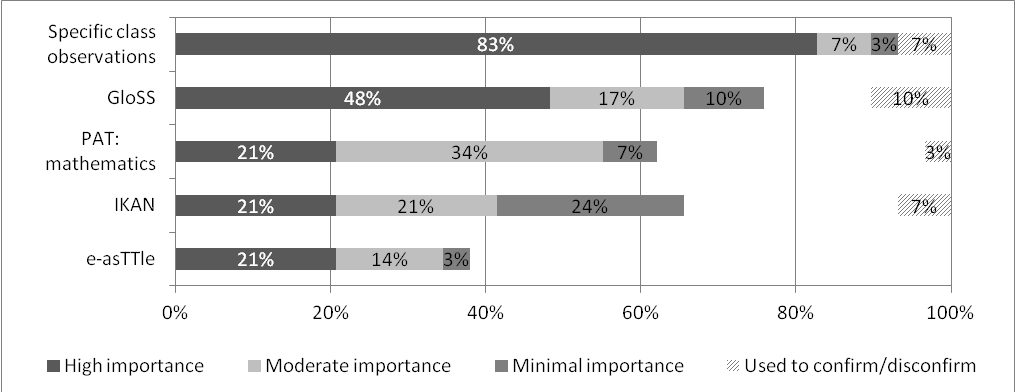 Specific class
observations
83% 7% 3% 7%
GloSS
48% 17% 10% 10%
PAT:
mathematics
21% 34% 7% 3%
IKAN
21% 21% 24% 7%
e-asTTle
21% 14% 3%
0% 20% 40% 60% 80% 100%
High importance Moderate importance Minimal importance Used to confirm/disconfirm